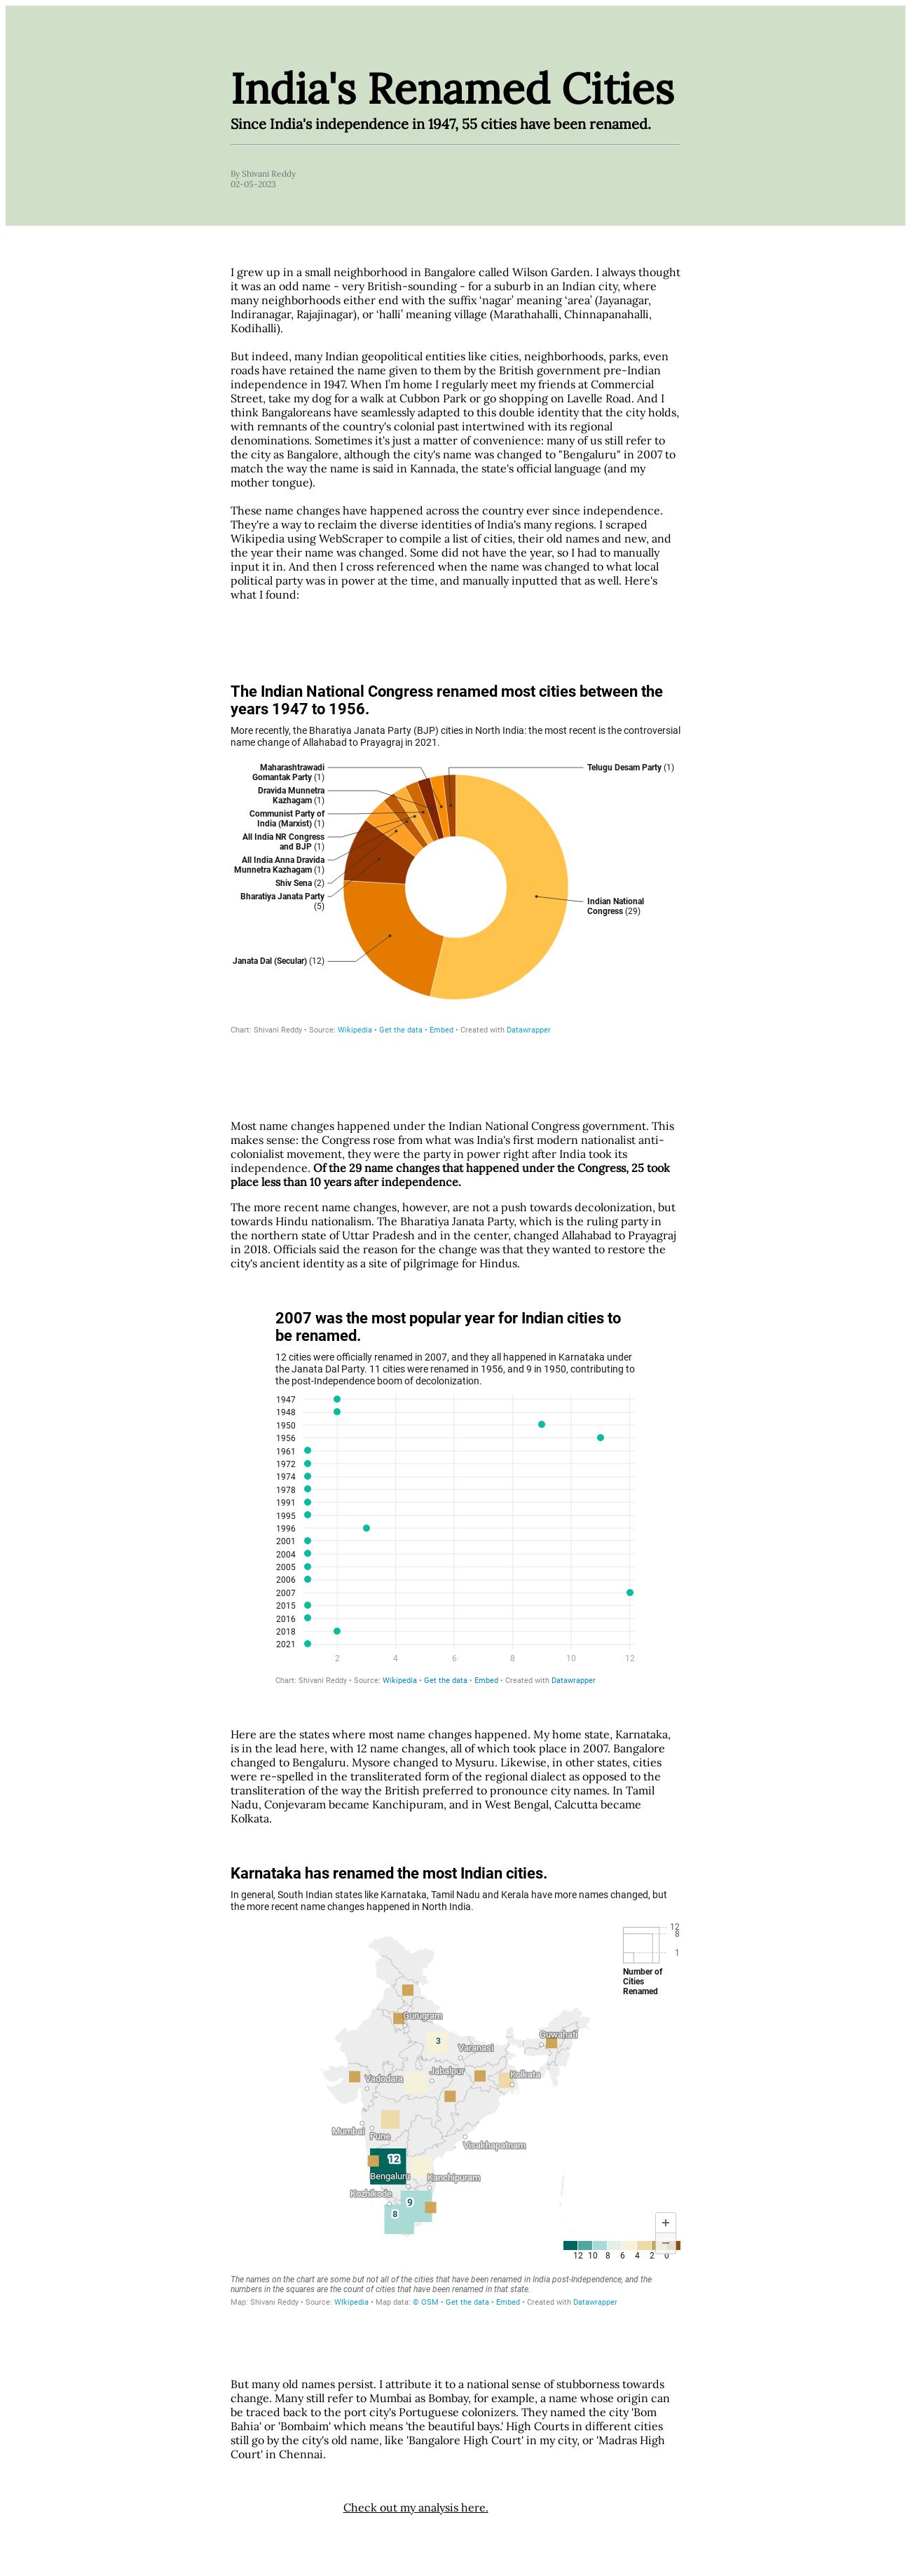 India's Renamed Cities
Since India's independence in 1947, 55 cities have been renamed.
By Shivani Reddy
02-05-2023
I grew up in a small neighborhood in Bangalore called Wilson Garden. I always thought
it was an odd name - very British-sounding - for a suburb in an Indian city, where
many neighborhoods either end with the suffix ‘nagar’ meaning ‘area’ (Jayanagar,
Indiranagar, Rajajinagar), or ‘halli’ meaning village (Marathahalli, Chinnapanahalli,
Kodihalli).
But indeed, many Indian geopolitical entities like cities, neighborhoods, parks, even
roads have retained the name given to them by the British government pre-Indian
independence in 1947. When I’m home I regularly meet my friends at Commercial
Street, take my dog for a walk at Cubbon Park or go shopping on Lavelle Road. And I
think Bangaloreans have seamlessly adapted to this double identity that the city holds,
with remnants of the country's colonial past intertwined with its regional
denominations. Sometimes it's just a matter of convenience: many of us still refer to
the city as Bangalore, although the city's name was changed to "Bengaluru" in 2007 to
match the way the name is said in Kannada, the state's official language (and my
mother tongue).
These name changes have happened across the country ever since independence.
They're a way to reclaim the diverse identities of India's many regions. I scraped
Wikipedia using WebScraper to compile a list of cities, their old names and new, and
the year their name was changed. Some did not have the year, so I had to manually
input it in. And then I cross referenced when the name was changed to what local
political party was in power at the time, and manually inputted that as well. Here's
what I found:
The Indian National Congress renamed most cities between the
years 1947 to 1956.
More recently, the Bharatiya Janata Party (BJP) cities in North India: the most recent is the controversial
name change of Allahabad to Prayagraj in 2021.
Maharashtrawadi
Gomantak Party (1)
Telugu Desam Party (1)
Dravida Munnetra
Kazhagam (1)
Communist Party of
India (Marxist) (1)
All India NR Congress
and BJP (1)
All India Anna Dravida
Munnetra Kazhagam (1)
Shiv Sena (2)
Bharatiya Janata Party
(5)
Indian National
Congress (29)
Janata Dal (Secular) (12)
Chart: Shivani Reddy • Source: Wikipedia • Get the data • Embed • Created with Datawrapper
Most name changes happened under the Indian National Congress government. This
makes sense: the Congress rose from what was India's first modern nationalist anti-
colonialist movement, they were the party in power right after India took its
independence. Of the 29 name changes that happened under the Congress, 25 took
place less than 10 years after independence.
The more recent name changes, however, are not a push towards decolonization, but
towards Hindu nationalism. The Bharatiya Janata Party, which is the ruling party in
the northern state of Uttar Pradesh and in the center, changed Allahabad to Prayagraj
in 2018. Officials said the reason for the change was that they wanted to restore the
city's ancient identity as a site of pilgrimage for Hindus.
2007 was the most popular year for Indian cities to
be renamed.
12 cities were officially renamed in 2007, and they all happened in Karnataka under
the Janata Dal Party. 11 cities were renamed in 1956, and 9 in 1950, contributing to
the post-Independence boom of decolonization.
1947
1948
1950
1956
1961
1972
1974
1978
1991
1995
1996
2001
2004
2005
2006
2007
2015
2016
2018
2021
2 4 6 8 10 12
Chart: Shivani Reddy • Source: Wikipedia • Get the data • Embed • Created with Datawrapper
Here are the states where most name changes happened. My home state, Karnataka,
is in the lead here, with 12 name changes, all of which took place in 2007. Bangalore
changed to Bengaluru. Mysore changed to Mysuru. Likewise, in other states, cities
were re-spelled in the transliterated form of the regional dialect as opposed to the
transliteration of the way the British preferred to pronounce city names. In Tamil
Nadu, Conjevaram became Kanchipuram, and in West Bengal, Calcutta became
Kolkata.
Karnataka has renamed the most Indian cities.
In general, South Indian states like Karnataka, Tamil Nadu and Kerala have more names changed, but
the more recent name changes happened in North India.
12
8
1
Number of
Cities
Renamed
Gurugram
Guwahati
3
Varanasi
Jabalpur
Kolkata
Vadodara
Mumbai
Pune
Visakhapatnam
12
Bengaluru
Kanchipuram
Kozhikode
9
8
+
−
12 10 8 6 4 2 0
The names on the chart are some but not all of the cities that have been renamed in India post-Independence, and the
numbers in the squares are the count of cities that have been renamed in that state.
Map: Shivani Reddy • Source: WIkipedia • Map data: © OSM • Get the data • Embed • Created with Datawrapper
But many old names persist. I attribute it to a national sense of stubborness towards
change. Many still refer to Mumbai as Bombay, for example, a name whose origin can
be traced back to the port city's Portuguese colonizers. They named the city 'Bom
Bahia' or 'Bombaim' which means 'the beautiful bays.' High Courts in different cities
still go by the city's old name, like 'Bangalore High Court' in my city, or 'Madras High
Court' in Chennai.
Check out my analysis here.